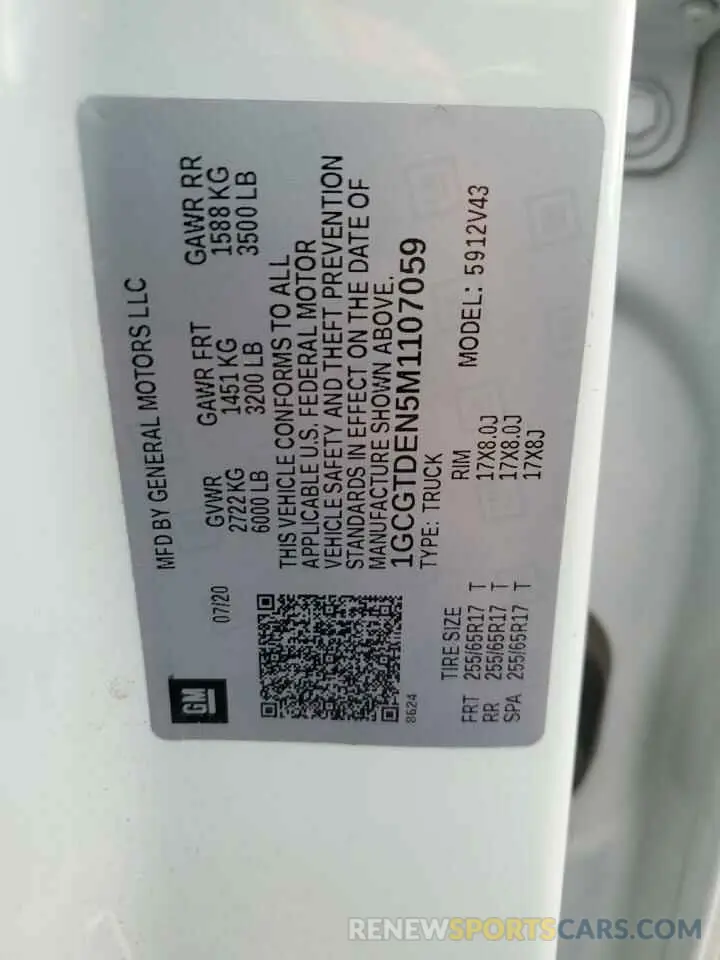 GM
07/20
MFD BY GENERAL MOTORS LLC
GVWR GAWR FRT GAWR RR
2722 KG 1451 KG 1588 KG
6000 LB 3200 LB 3500 LB
THIS VEHICLE CONFORMS TO ALL
APPLICABLE U.S. FEDERAL MOTOR
VEHICLE SAFETY AND THEFT PREVENTION
STANDARDS IN EFFECT ON THE DATE OF
MANUFACTURE SHOWN ABOVE.
1GCGTDEN5M1107059
8624
TYPE: TRUCK
MODEL: 5912V43
TIRE SIZE RIM
FRT 255/65R17 T 17X8.0J
RR 255/65R17 T 17X8.0J
SPA 255/65R17 T 17X8J
RENEWSPORTSCARS.COM